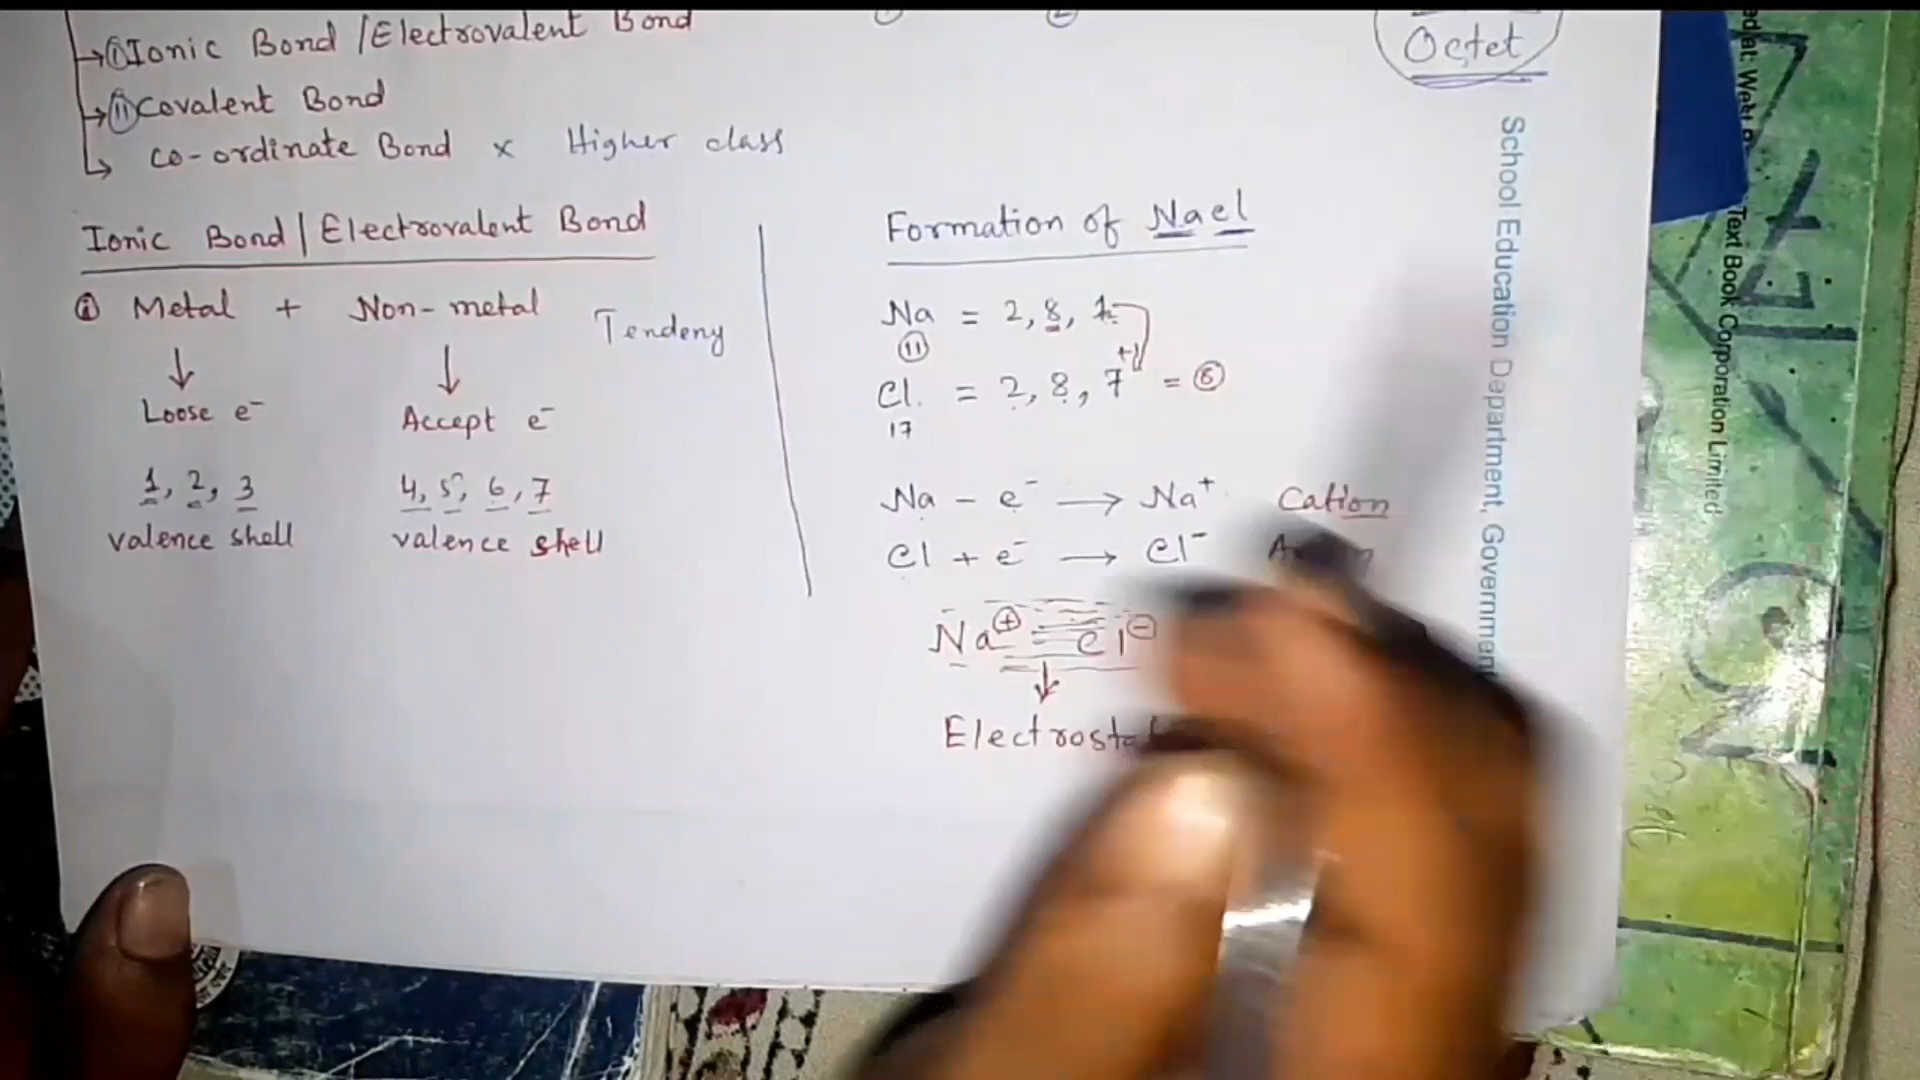 →ⓘ Ionic Bond / Electrovalent Bond
→ⓘⓘ Covalent Bond
↳ co-ordinate Bond x Higher class
Octet
Ionic Bond | Electrovalent Bond
ⓘ Metal + Non-metal
Tendeny
↓ ↓
Loose e⁻ Accept e⁻
1, 2, 3 4, 5, 6, 7
valence shell valence shell
Formation of Nacl
Na = 2, 8, 1
11
+1
Cl = 2, 8, 7 = 8
17
Na - e⁻ → Na⁺ Cation
Cl + e⁻ → Cl⁻
Na⊕ Cl⊖
↓
School Education Department, Government
Text Book Corporation Limited